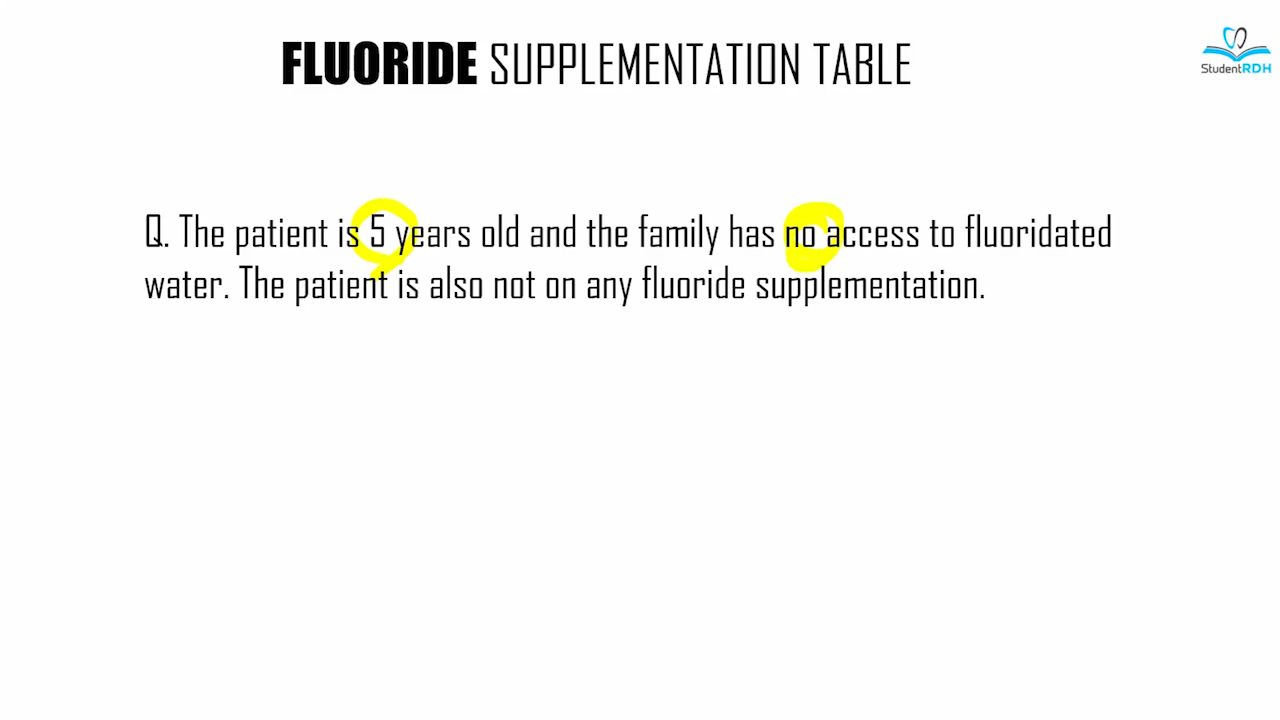 FLUORIDE SUPPLEMENTATION TABLE
StudentRDH
Q. The patient is 5 years old and the family has no access to fluoridated
water. The patient is also not on any fluoride supplementation.